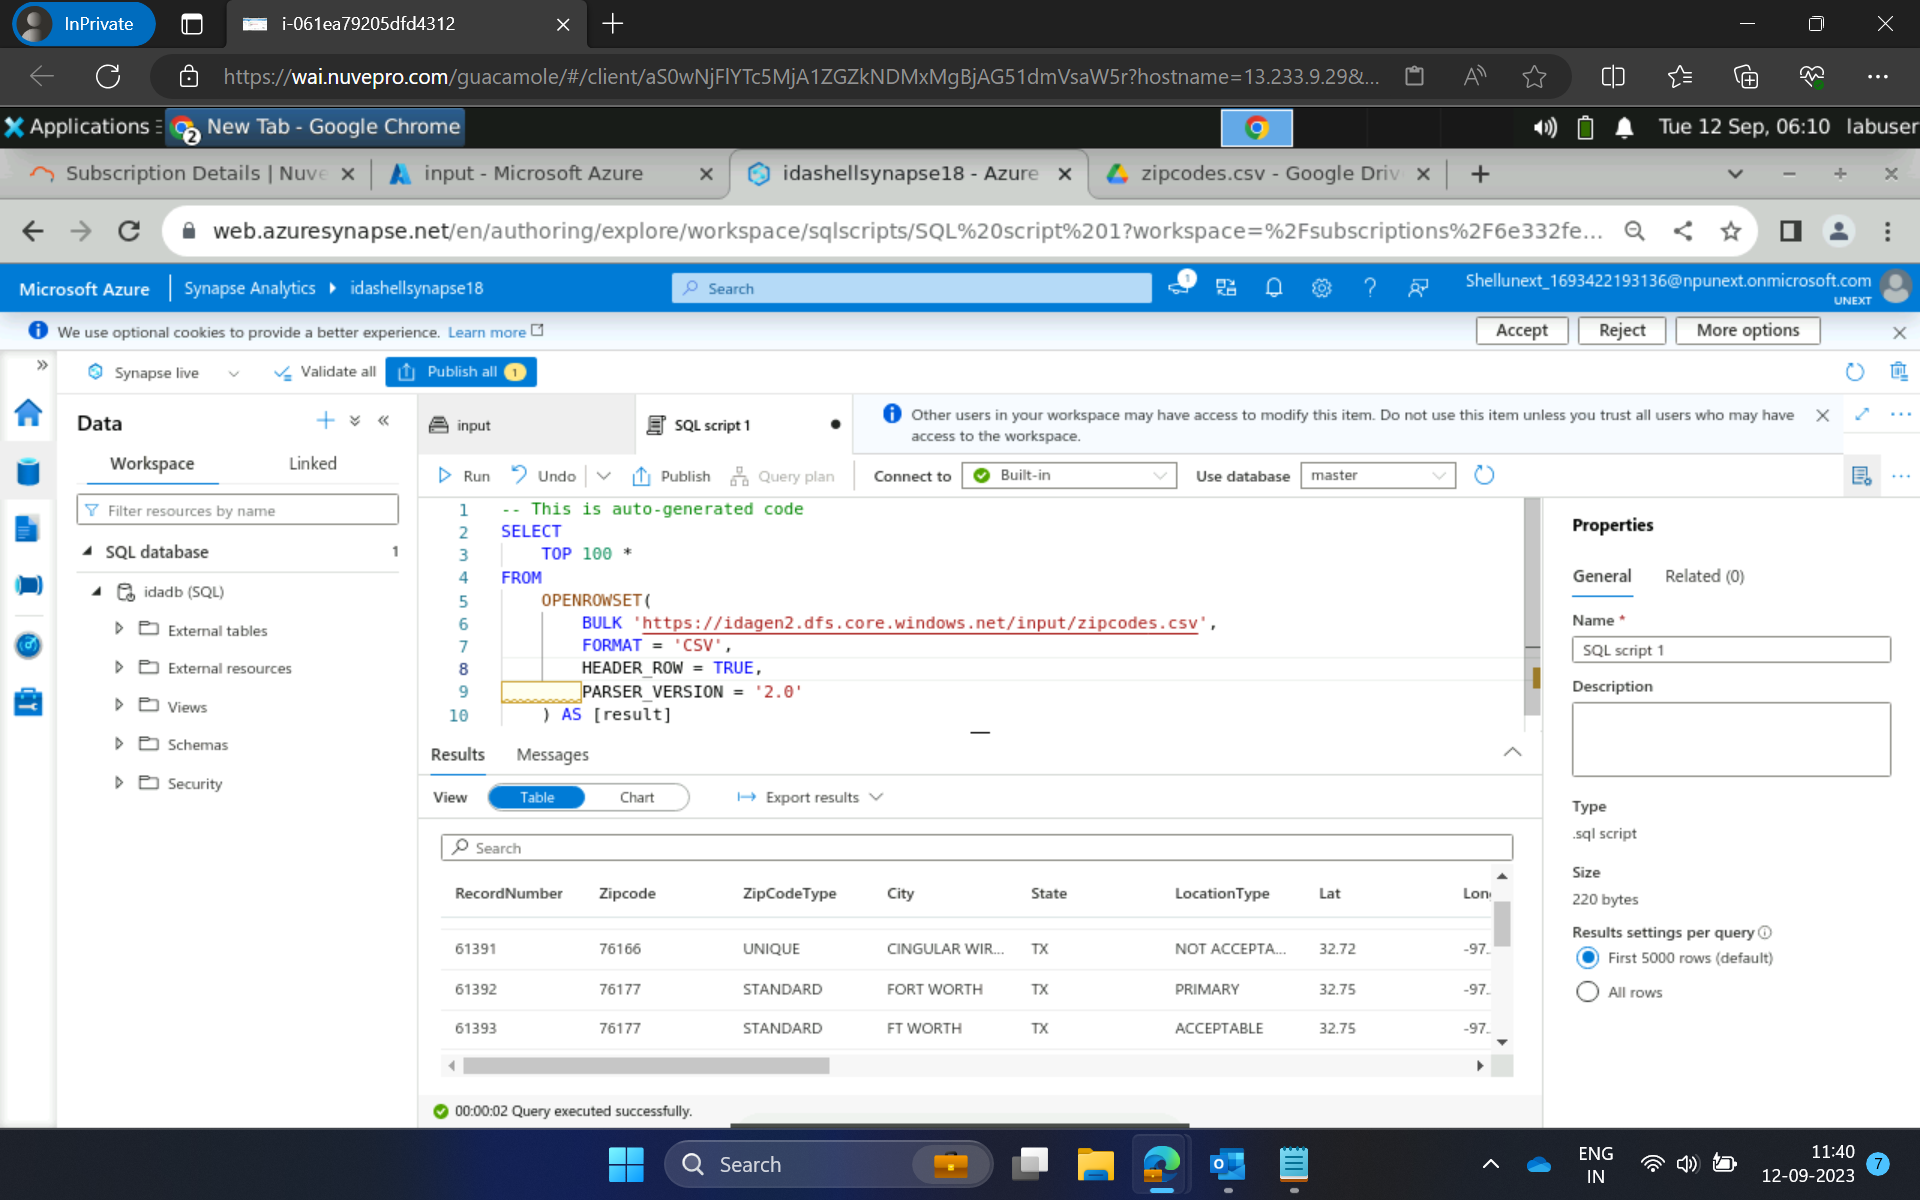 InPrivate
i-061ea79205dfd4312
https://wai.nuvepro.com/guacamole/#/client/aS0wNjFlYTc5MjA1ZGZkNDMxMgBjAG51dmVsaW5r?hostname=13.233.9.29&...
Applications
2
New Tab - Google Chrome
Tue 12 Sep, 06:10 labuser
Subscription Details | Nuve
input - Microsoft Azure
idashellsynapse18 - Azure
zipcodes.csv - Google Driv
web.azuresynapse.net/en/authoring/explore/workspace/sqlscripts/SQL%20script%201?workspace=%2Fsubscriptions%2F6e332fe...
Microsoft Azure
Synapse Analytics
idashellsynapse18
Search
1
Shellunext_1693422193136@npunext.onmicrosoft.com
UNEXT
We use optional cookies to provide a better experience. Learn more
Accept
Reject
More options
Synapse live
Validate all
Publish all 1
Data
Workspace
Linked
Filter resources by name
SQL database 1
idadb (SQL)
External tables
External resources
Views
Schemas
Security
input
SQL script 1
Other users in your workspace may have access to modify this item. Do not use this item unless you trust all users who may have
access to the workspace.
Run
Undo
Publish
Query plan
Connect to
Built-in
Use database
master
1 -- This is auto-generated code
2 SELECT
3 TOP 100 *
4 FROM
5 OPENROWSET(
6 BULK 'https://idagen2.dfs.core.windows.net/input/zipcodes.csv',
7 FORMAT = 'CSV',
8 HEADER_ROW = TRUE,
9 PARSER_VERSION = '2.0'
10 ) AS [result]
Results
Messages
View
Table
Chart
Export results
Search
RecordNumber Zipcode ZipCodeType City State LocationType Lat Lon
61391 76166 UNIQUE CINGULAR WIR... TX NOT ACCEPTA... 32.72 -97..
61392 76177 STANDARD FORT WORTH TX PRIMARY 32.75 -97..
61393 76177 STANDARD FT WORTH TX ACCEPTABLE 32.75 -97..
00:00:02 Query executed successfully.
Properties
General
Related (0)
Name *
SQL script 1
Description
Type
.sql script
Size
220 bytes
Results settings per query
First 5000 rows (default)
All rows
Search
ENG
IN
11:40
12-09-2023
7